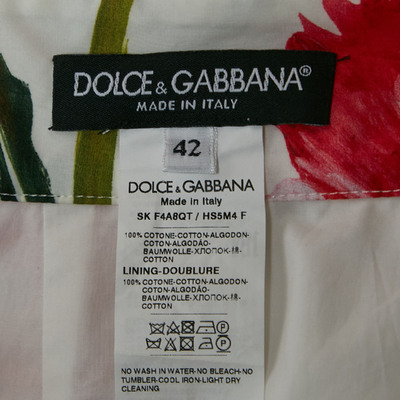 DOLCE & GABBANA®
MADE IN ITALY
42
DOLCE & GABBANA
Made in Italy
SK F4A8QT / HS5M4 F
100% COTONE-COTTON-ALGODON-
COTON-ALGODÃO-
BAUMWOLLE-ХЛОПОК-棉-
COTTON
LINING-DOUBLURE
100% COTONE-COTTON-ALGODON-
COTON-ALGODÃO-
BAUMWOLLE-ХЛОПОК-棉-
COTTON
NO WASH IN WATER-NO BLEACH-NO
TUMBLER-COOL IRON-LIGHT DRY
CLEANING